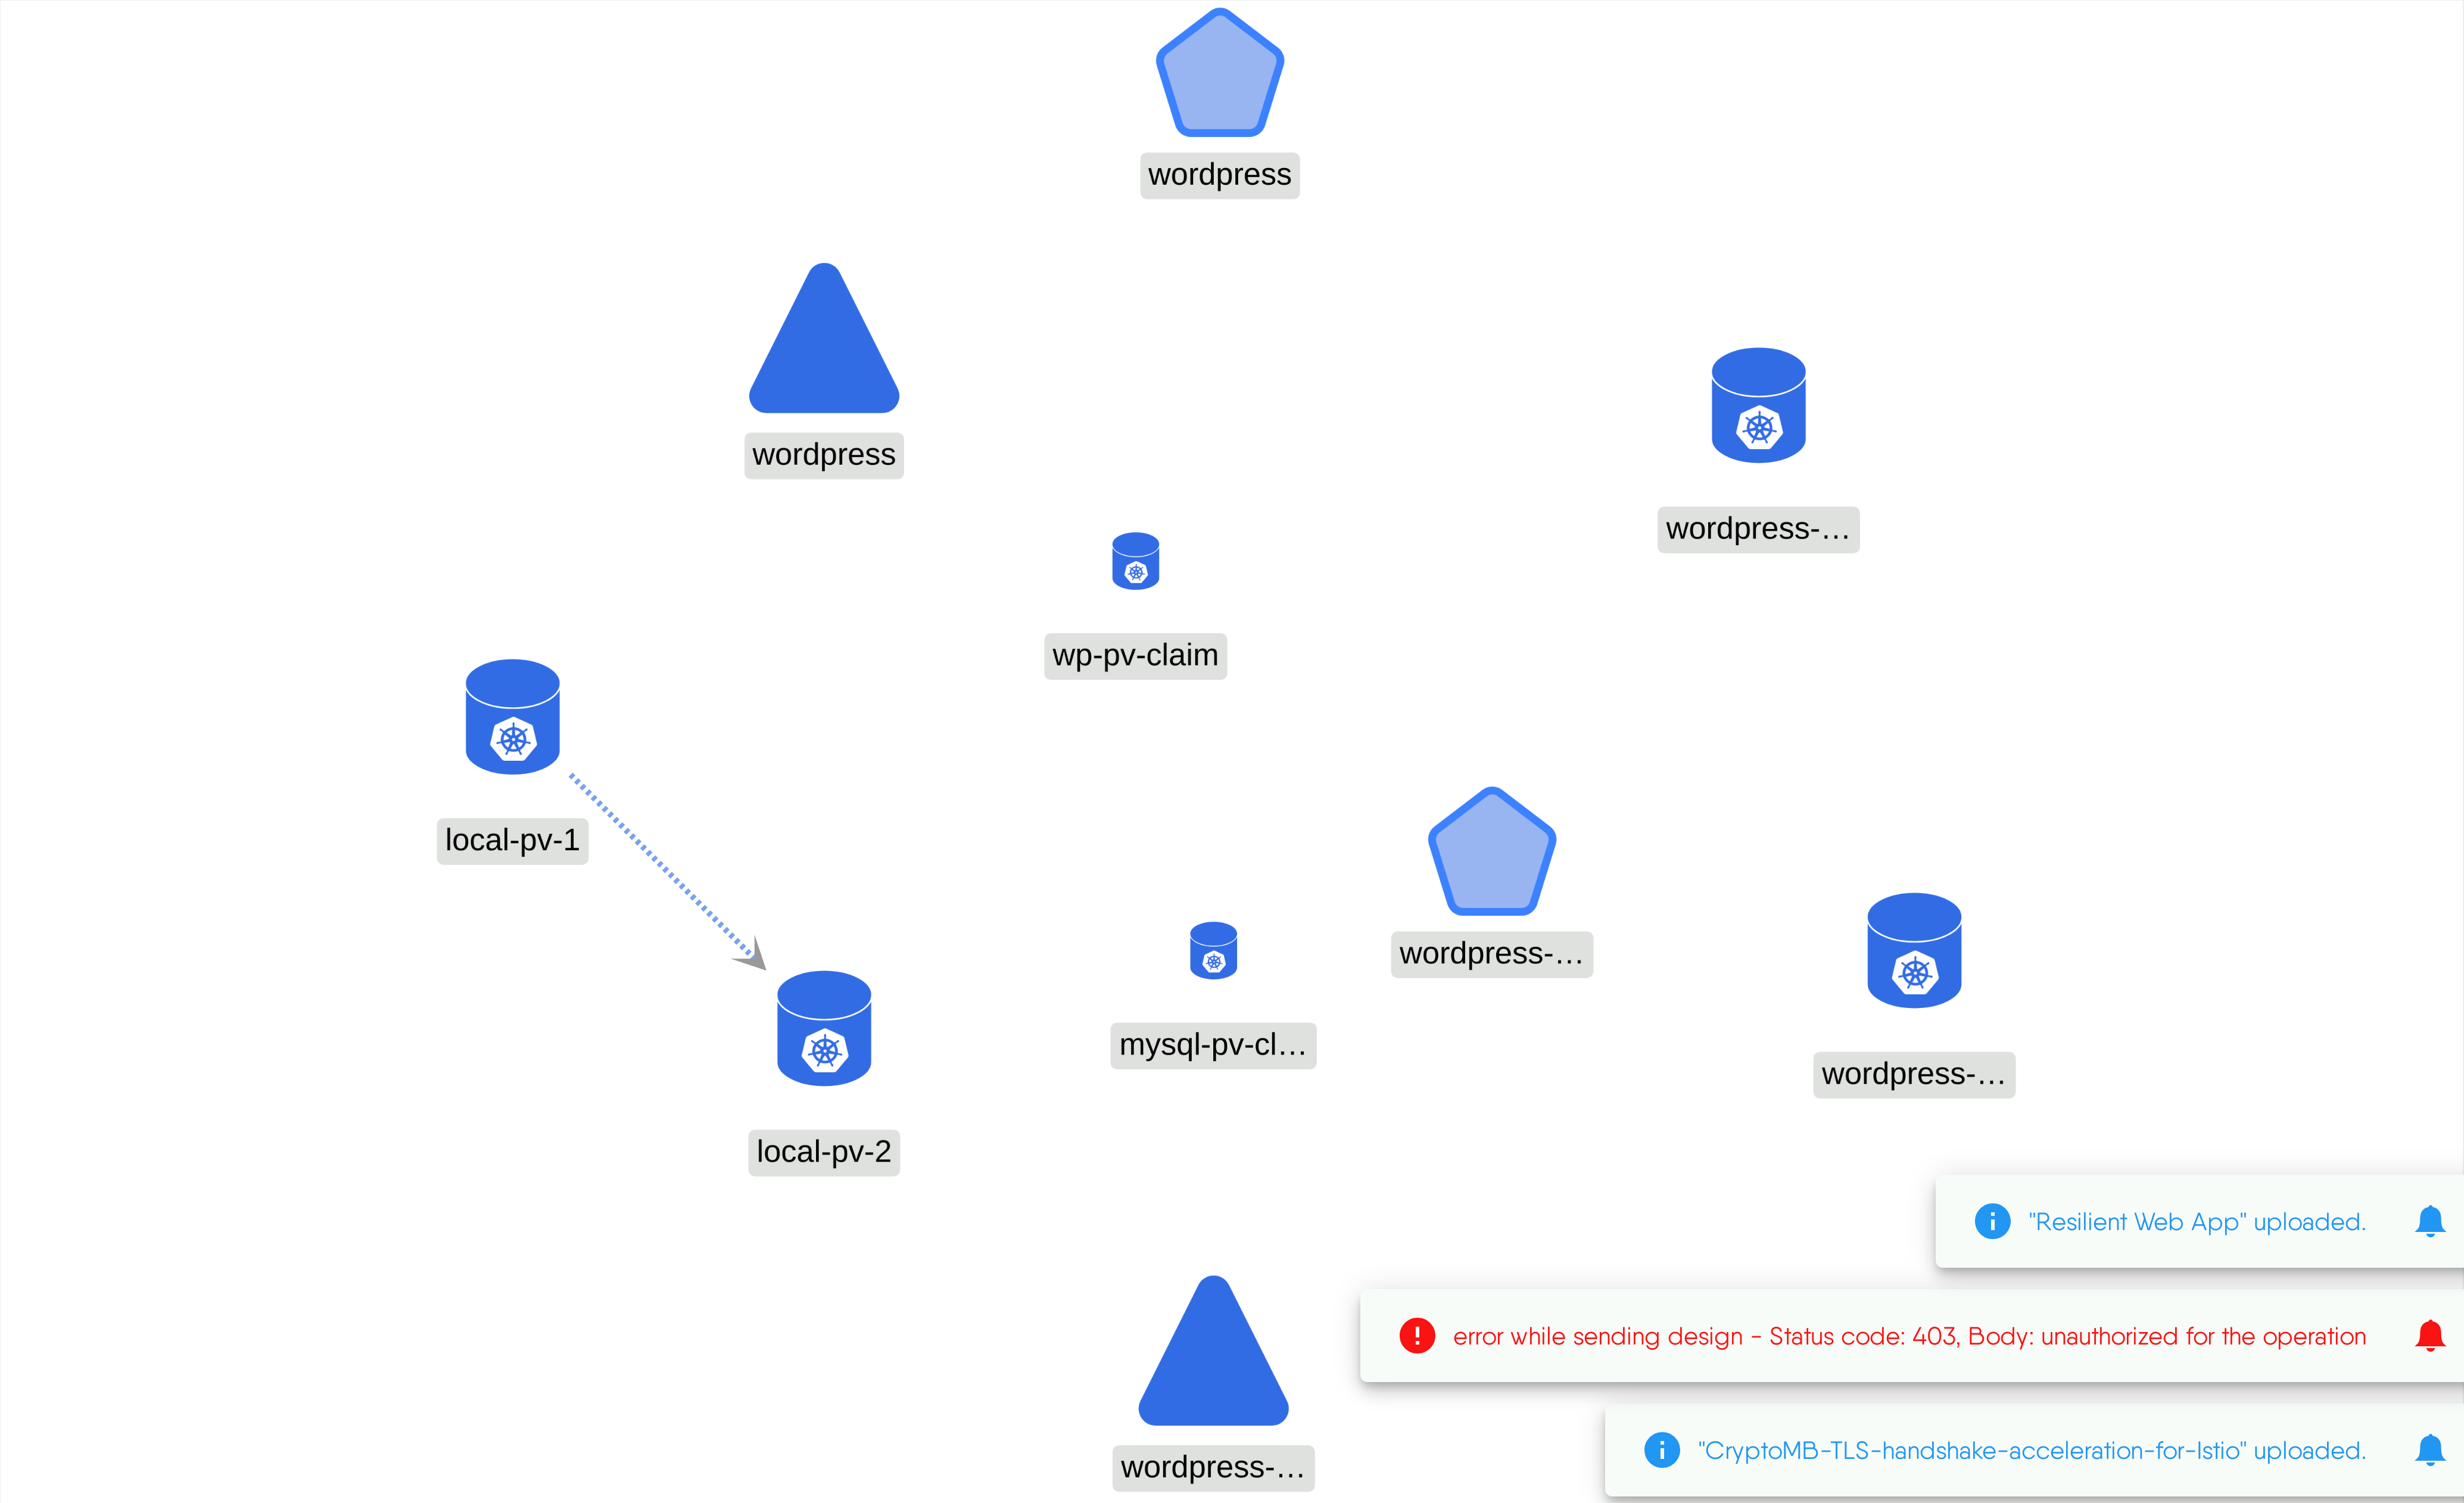 wordpress
wordpress
wordpress-...
wp-pv-claim
local-pv-1
wordpress-...
mysql-pv-cl...
wordpress-...
local-pv-2
"Resilient Web App" uploaded.
error while sending design - Status code: 403, Body: unauthorized for the operation
"CryptoMB-TLS-handshake-acceleration-for-Istio" uploaded.
wordpress-...